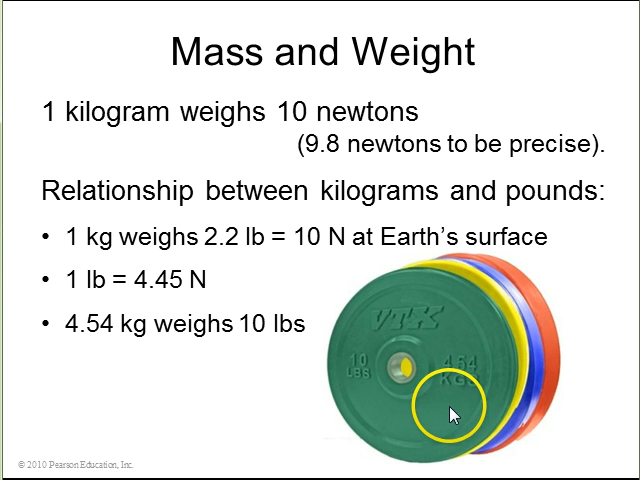 Mass and Weight
1 kilogram weighs 10 newtons
(9.8 newtons to be precise).
Relationship between kilograms and pounds:
• 1 kg weighs 2.2 lb = 10 N at Earth’s surface
• 1 lb = 4.45 N
• 4.54 kg weighs 10 lbs
VTX
10
LBS
4.54
KGS
© 2010 Pearson Education, Inc.